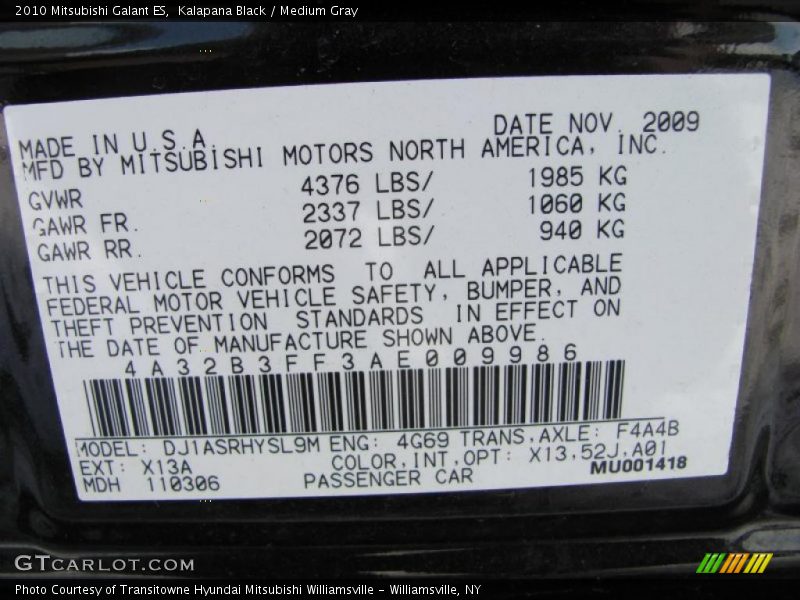 2010 Mitsubishi Galant ES, Kalapana Black / Medium Gray
MADE IN U.S.A. DATE NOV. 2009
MFD BY MITSUBISHI MOTORS NORTH AMERICA, INC.
GVWR 4376 LBS/ 1985 KG
GAWR FR. 2337 LBS/ 1060 KG
GAWR RR. 2072 LBS/ 940 KG
THIS VEHICLE CONFORMS TO ALL APPLICABLE
FEDERAL MOTOR VEHICLE SAFETY, BUMPER, AND
THEFT PREVENTION STANDARDS IN EFFECT ON
THE DATE OF MANUFACTURE SHOWN ABOVE.
4A32B3FF3AE009986
MODEL: DJ1ASRHYSL9M ENG: 4G69 TRANS.AXLE: F4A4B
EXT: X13A COLOR,INT,OPT: X13,52J,A01
MDH 110306 PASSENGER CAR MU001418
GTCARLOT.COM
Photo Courtesy of Transitowne Hyundai Mitsubishi Williamsville - Williamsville, NY